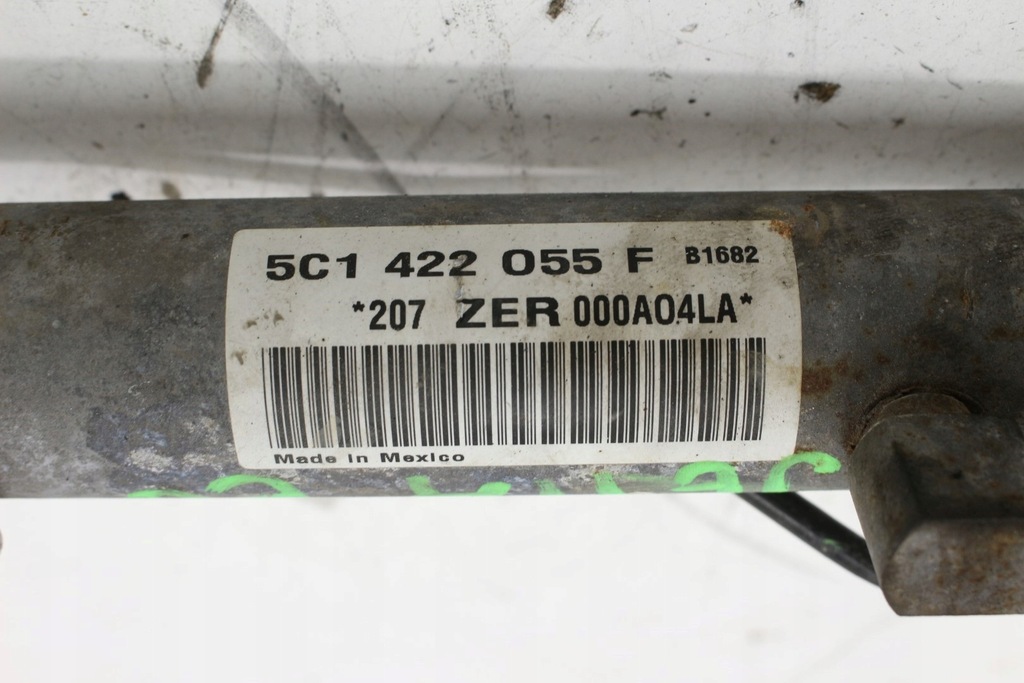 5C1 422 055 F B1682
*207 ZER 000A04LA*
Made in Mexico